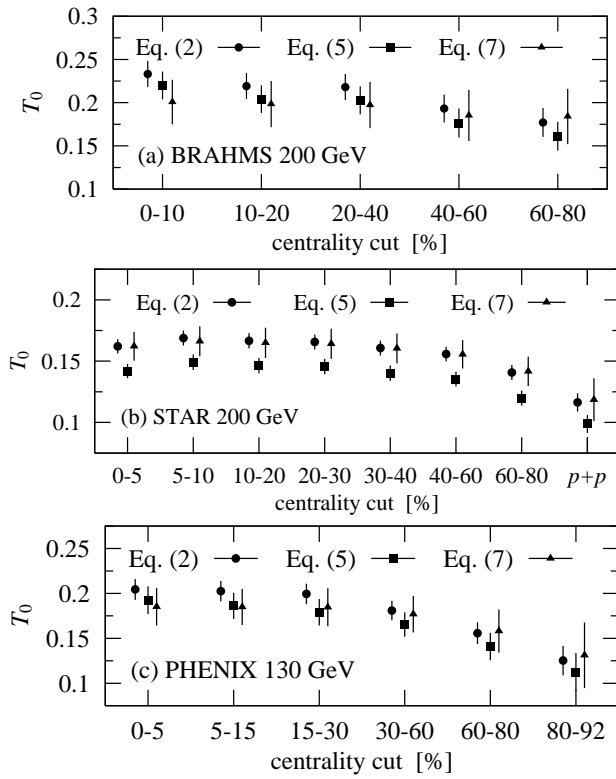 0.3
Eq. (2) Eq. (5) Eq. (7)
0.25
T0
0.2
0.15
(a) BRAHMS 200 GeV
0.1
0-10 10-20 20-40 40-60 60-80
centrality cut [%]
0.2
Eq. (2) Eq. (5) Eq. (7)
T0
0.15
0.1
(b) STAR 200 GeV
0-5 5-10 10-20 20-30 30-40 40-60 60-80 p+p
centrality cut [%]
0.25
Eq. (2) Eq. (5) Eq. (7)
T0
0.2
0.15
(c) PHENIX 130 GeV
0.1
0-5 5-15 15-30 30-60 60-80 80-92
centrality cut [%]